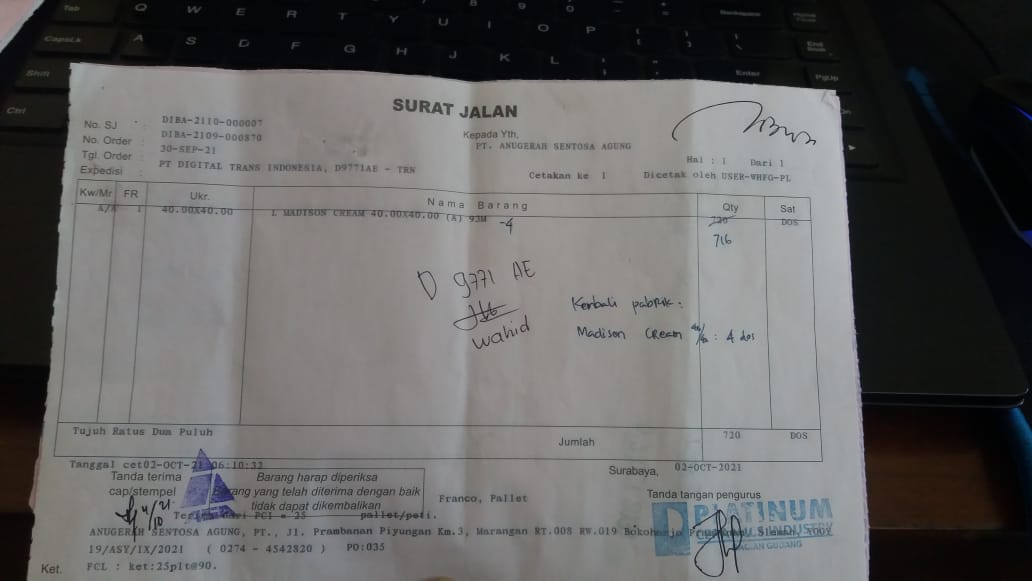 SURAT JALAN
No. SJ : DIBA-2110-000007
No. Order : DIBA-2109-000870
Tgl. Order : 30-SEP-21
Expedisi : PT DIGITAL TRANS INDONESIA, D9771AE - TRN
Kepada Yth,
PT. ANUGERAH SENTOSA AGUNG
Hal : 1 Dari 1
Cetakan ke 1 Dicetak oleh USER-WHFG-PL
Kw/Mr FR Ukr. Nama Barang Qty Sat
A/A 1 40.00X40.00 L MADISON CREAM 40.00X40.00 (A) 93M -4 720 DOS
716
D 9771 AE
Kembali pabrik :
wahid
Madison Cream 40/40 : 4 dos
Tujuh Ratus Dua Puluh Jumlah 720 DOS
Tanggal cet02-OCT-21 06:10:32 Surabaya, 02-OCT-2021
Tanda terima
cap/stempel
Barang harap diperiksa
Barang yang telah diterima dengan baik
tidak dapat dikembalikan
Franco, Pallet
Tanda tangan pengurus
4/21
10
PLATINUM
INDUSTRY
GUDANG
Terdiri dari PCI = 25 pallet/peti.
ANUGERAH SENTOSA AGUNG, PT., Jl. Prambanan Piyungan Km.3, Marangan RT.008 RW.019 Bokoharjo Prambanan, Sleman,
19/ASY/IX/2021 ( 0274 - 4542820 ) PO:035
Ket. FCL : ket:25plt@90.
Tab Q W E R T Y U I O P
CapsLk A S D F G H J K L
Shift
Ctrl
Backspace
Home
End
Break
Enter
PgUp
PgDn